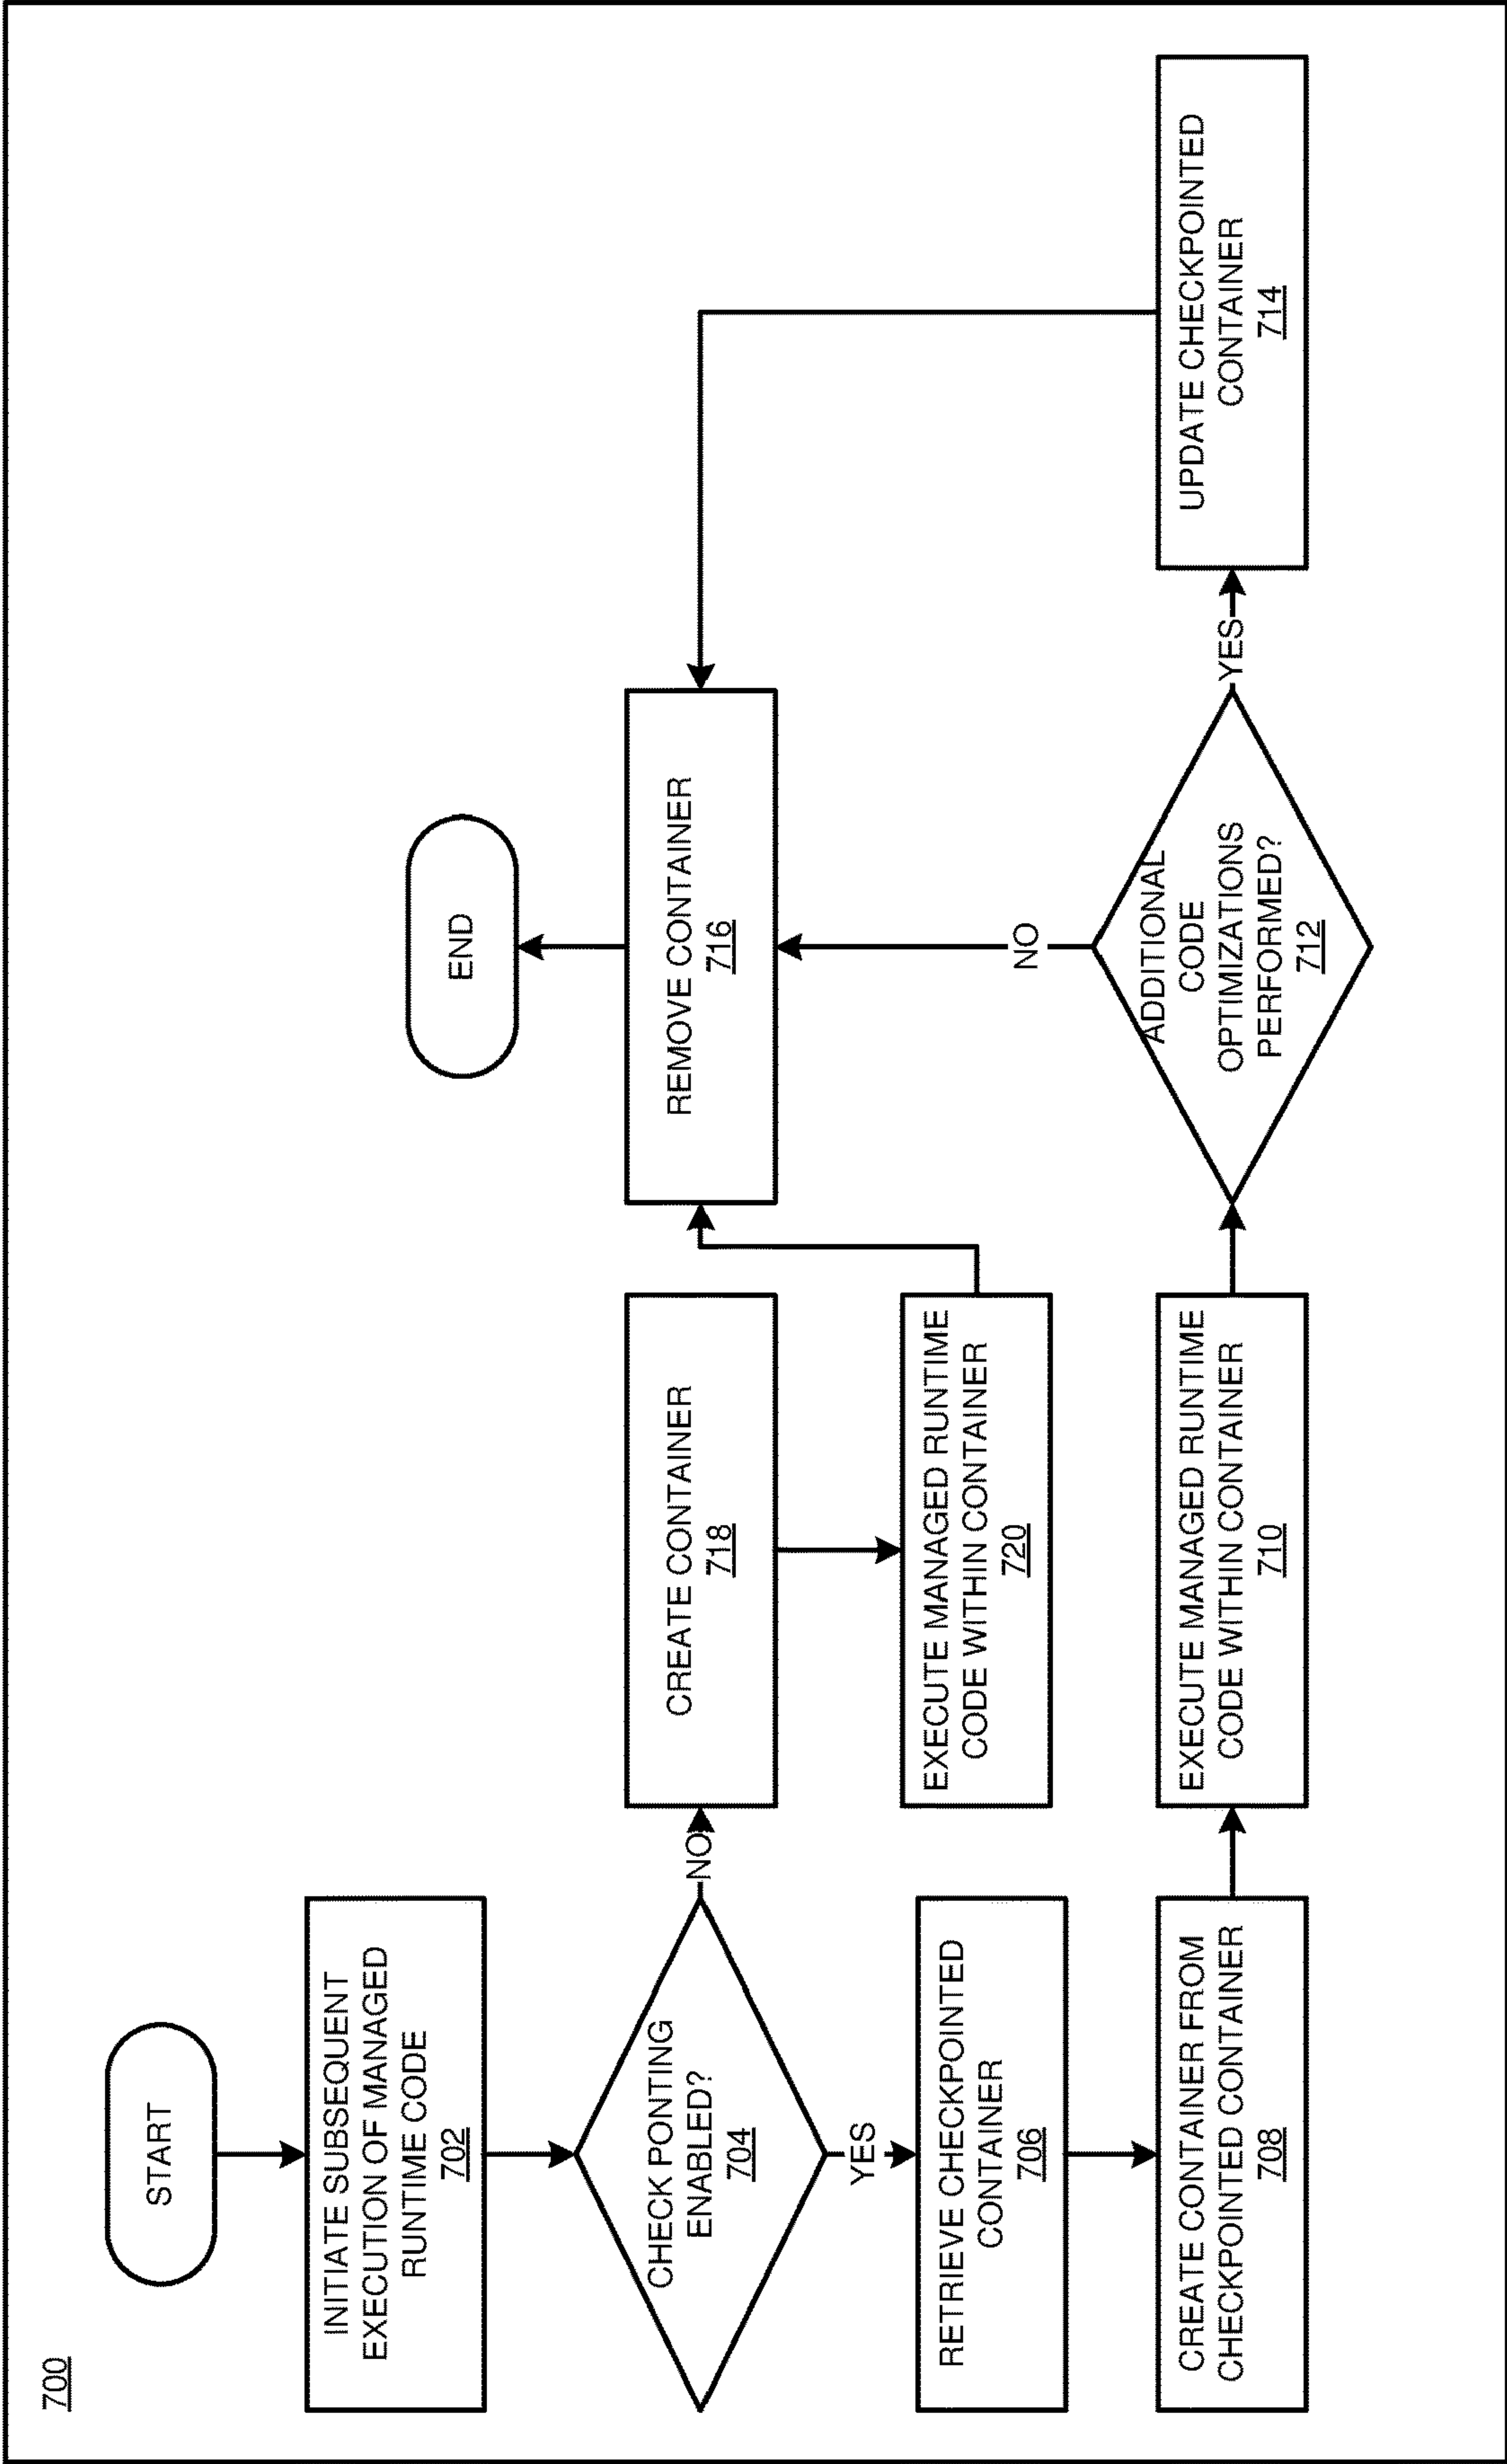 700
START
INITIATE SUBSEQUENT
EXECUTION OF MANAGED
RUNTIME CODE
702
CHECK PONTING
ENABLED?
704
NO
YES
RETRIEVE CHECKPOINTED
CONTAINER
706
CREATE CONTAINER FROM
CHECKPOINTED CONTAINER
708
CREATE CONTAINER
718
EXECUTE MANAGED RUNTIME
CODE WITHIN CONTAINER
720
EXECUTE MANAGED RUNTIME
CODE WITHIN CONTAINER
710
END
REMOVE CONTAINER
716
NO
ADDITIONAL
CODE
OPTIMIZATIONS
PERFORMED?
712
YES
UPDATE CHECKPOINTED
CONTAINER
714